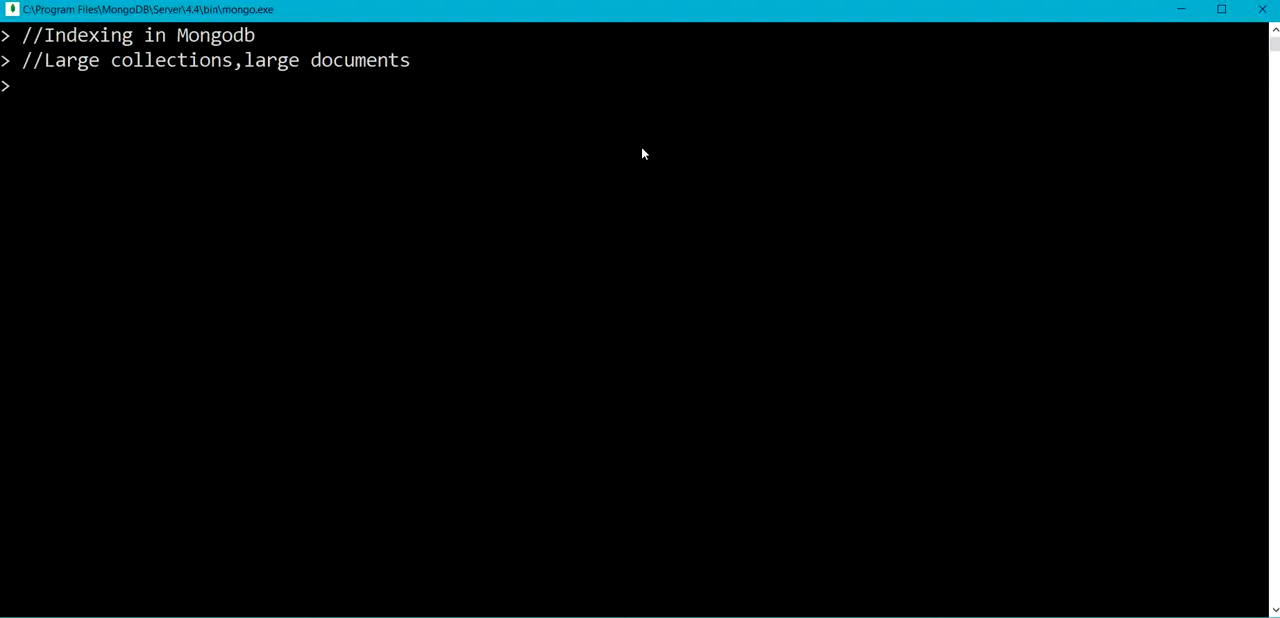 C:\Program Files\MongoDB\Server\4.4\bin\mongo.exe
> //Indexing in Mongodb
> //Large collections,large documents
>